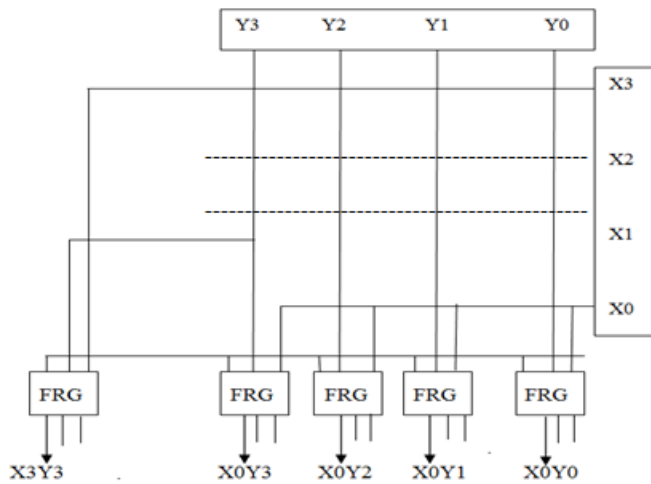 Y3 Y2 Y1 Y0
X3
X2
X1
X0
FRG FRG FRG FRG FRG
X3Y3 X0Y3 X0Y2 X0Y1 X0Y0